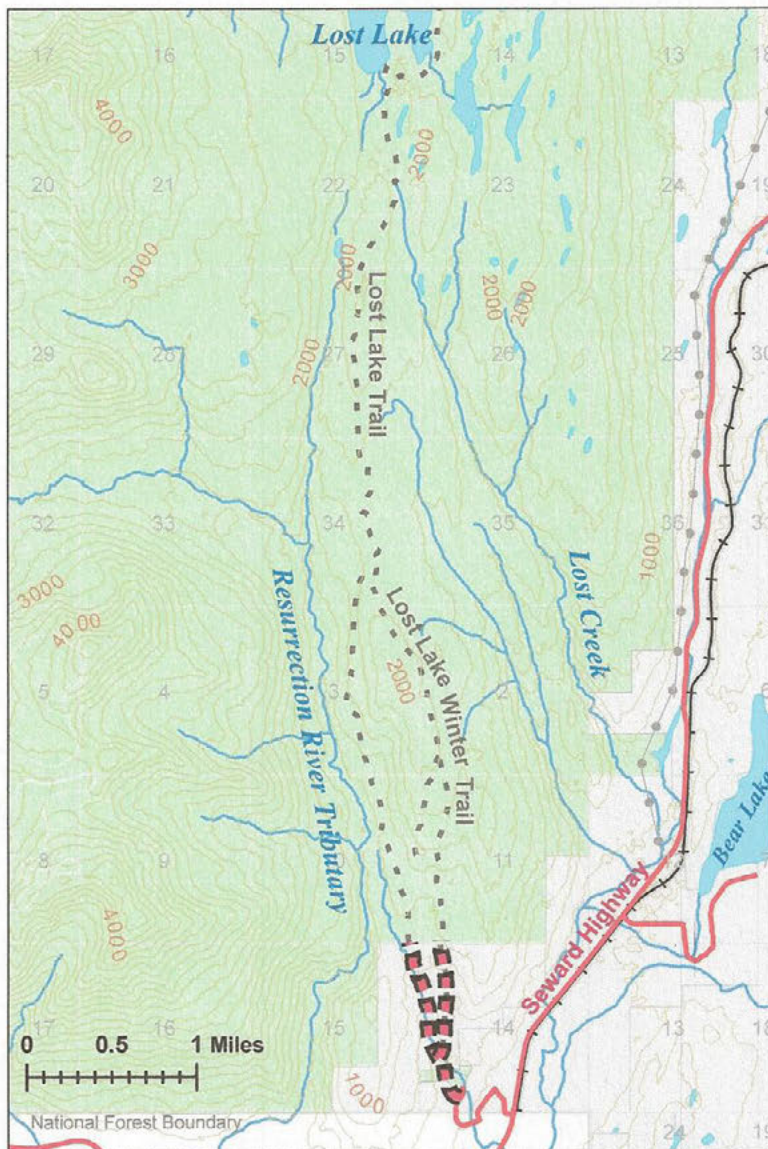 Lost Lake
17 16 15 14 13 18
4000
2000
20 21 22 23 24 19
3000
2000
2000
2000
Lost Lake Trail
29 28 27 26 25 30
2000
32 33 34 35 36
1000
3000
4000
Resurrection River Tributary
Lost Lake Winter Trail
Lost Creek
2000
5 4 3 2 6
Bear Lake
8 9 11
Seward Highway
4000
17 16 15 14 13 18
0 0.5 1 Miles
1000
National Forest Boundary
24 19